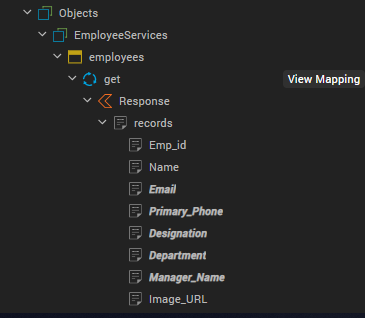 Objects
EmployeeServices
employees
get
View Mapping
Response
records
Emp_id
Name
Email
Primary_Phone
Designation
Department
Manager_Name
Image_URL